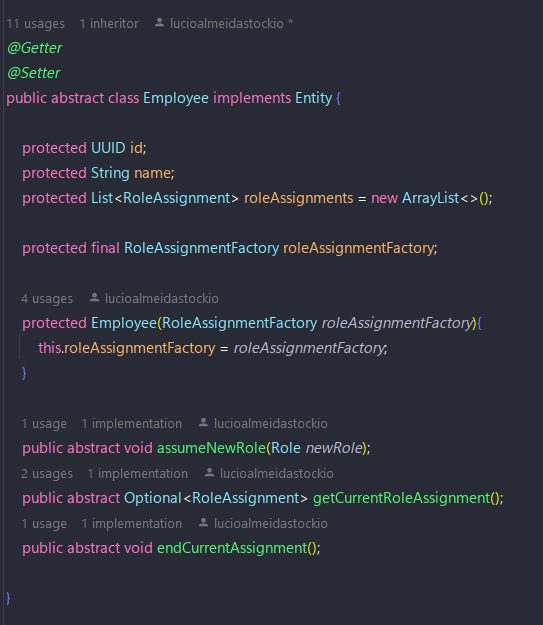 11 usages 1 inheritor lucioalmeidastockio *
@Getter
@Setter
public abstract class Employee implements Entity {
protected UUID id;
protected String name;
protected List<RoleAssignment> roleAssignments = new ArrayList<>();
protected final RoleAssignmentFactory roleAssignmentFactory;
4 usages lucioalmeidastockio
protected Employee(RoleAssignmentFactory roleAssignmentFactory){
this.roleAssignmentFactory = roleAssignmentFactory;
}
1 usage 1 implementation lucioalmeidastockio
public abstract void assumeNewRole(Role newRole);
2 usages 1 implementation lucioalmeidastockio
public abstract Optional<RoleAssignment> getCurrentRoleAssignment();
1 usage 1 implementation lucioalmeidastockio
public abstract void endCurrentAssignment();
}